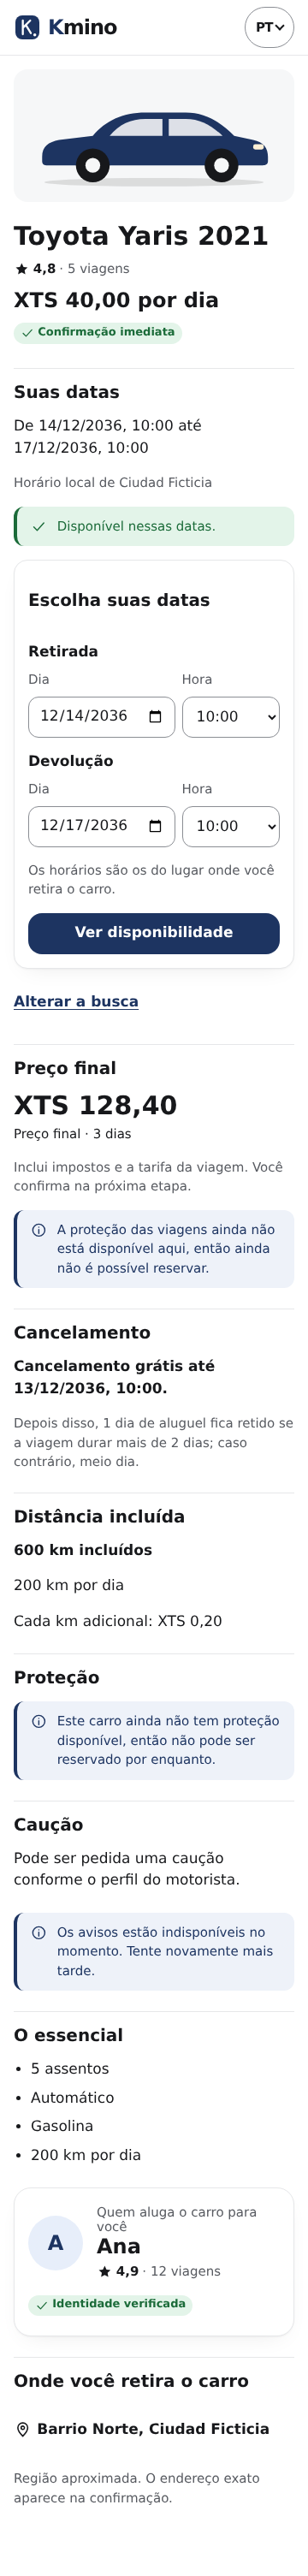 K Kmino
PT
Toyota Yaris 2021
4,8 · 5 viagens
XTS 40,00 por dia
Confirmação imediata
Suas datas
De 14/12/2036, 10:00 até
17/12/2036, 10:00
Horário local de Ciudad Ficticia
Disponível nessas datas.
Escolha suas datas
Retirada
Dia Hora
12/14/2036 10:00
Devolução
Dia Hora
12/17/2036 10:00
Os horários são os do lugar onde você
retira o carro.
Ver disponibilidade
Alterar a busca
Preço final
XTS 128,40
Preço final · 3 dias
Inclui impostos e a tarifa da viagem. Você
confirma na próxima etapa.
A proteção das viagens ainda não
está disponível aqui, então ainda
não é possível reservar.
Cancelamento
Cancelamento grátis até
13/12/2036, 10:00.
Depois disso, 1 dia de aluguel fica retido se
a viagem durar mais de 2 dias; caso
contrário, meio dia.
Distância incluída
600 km incluídos
200 km por dia
Cada km adicional: XTS 0,20
Proteção
Este carro ainda não tem proteção
disponível, então não pode ser
reservado por enquanto.
Caução
Pode ser pedida uma caução
conforme o perfil do motorista.
Os avisos estão indisponíveis no
momento. Tente novamente mais
tarde.
O essencial
• 5 assentos
• Automático
• Gasolina
• 200 km por dia
Quem aluga o carro para
você
A
Ana
4,9 · 12 viagens
Identidade verificada
Onde você retira o carro
Barrio Norte, Ciudad Ficticia
Região aproximada. O endereço exato
aparece na confirmação.